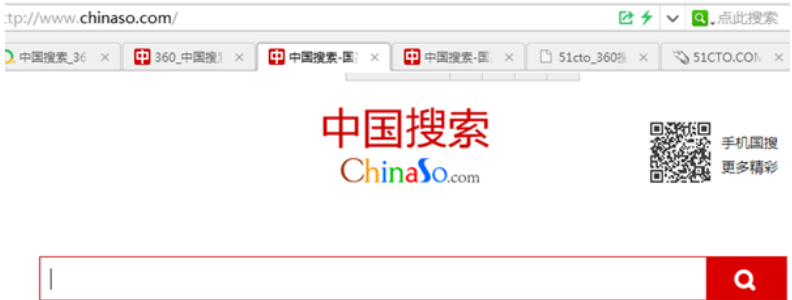 :tp://www.chinaso.com/ 点此搜索
中国搜索_36 360_中国搜 中国搜索-国 中国搜索-国 51cto_360搜 51CTO.CON
中国搜索
ChinaSo.com
手机国搜
更多精彩